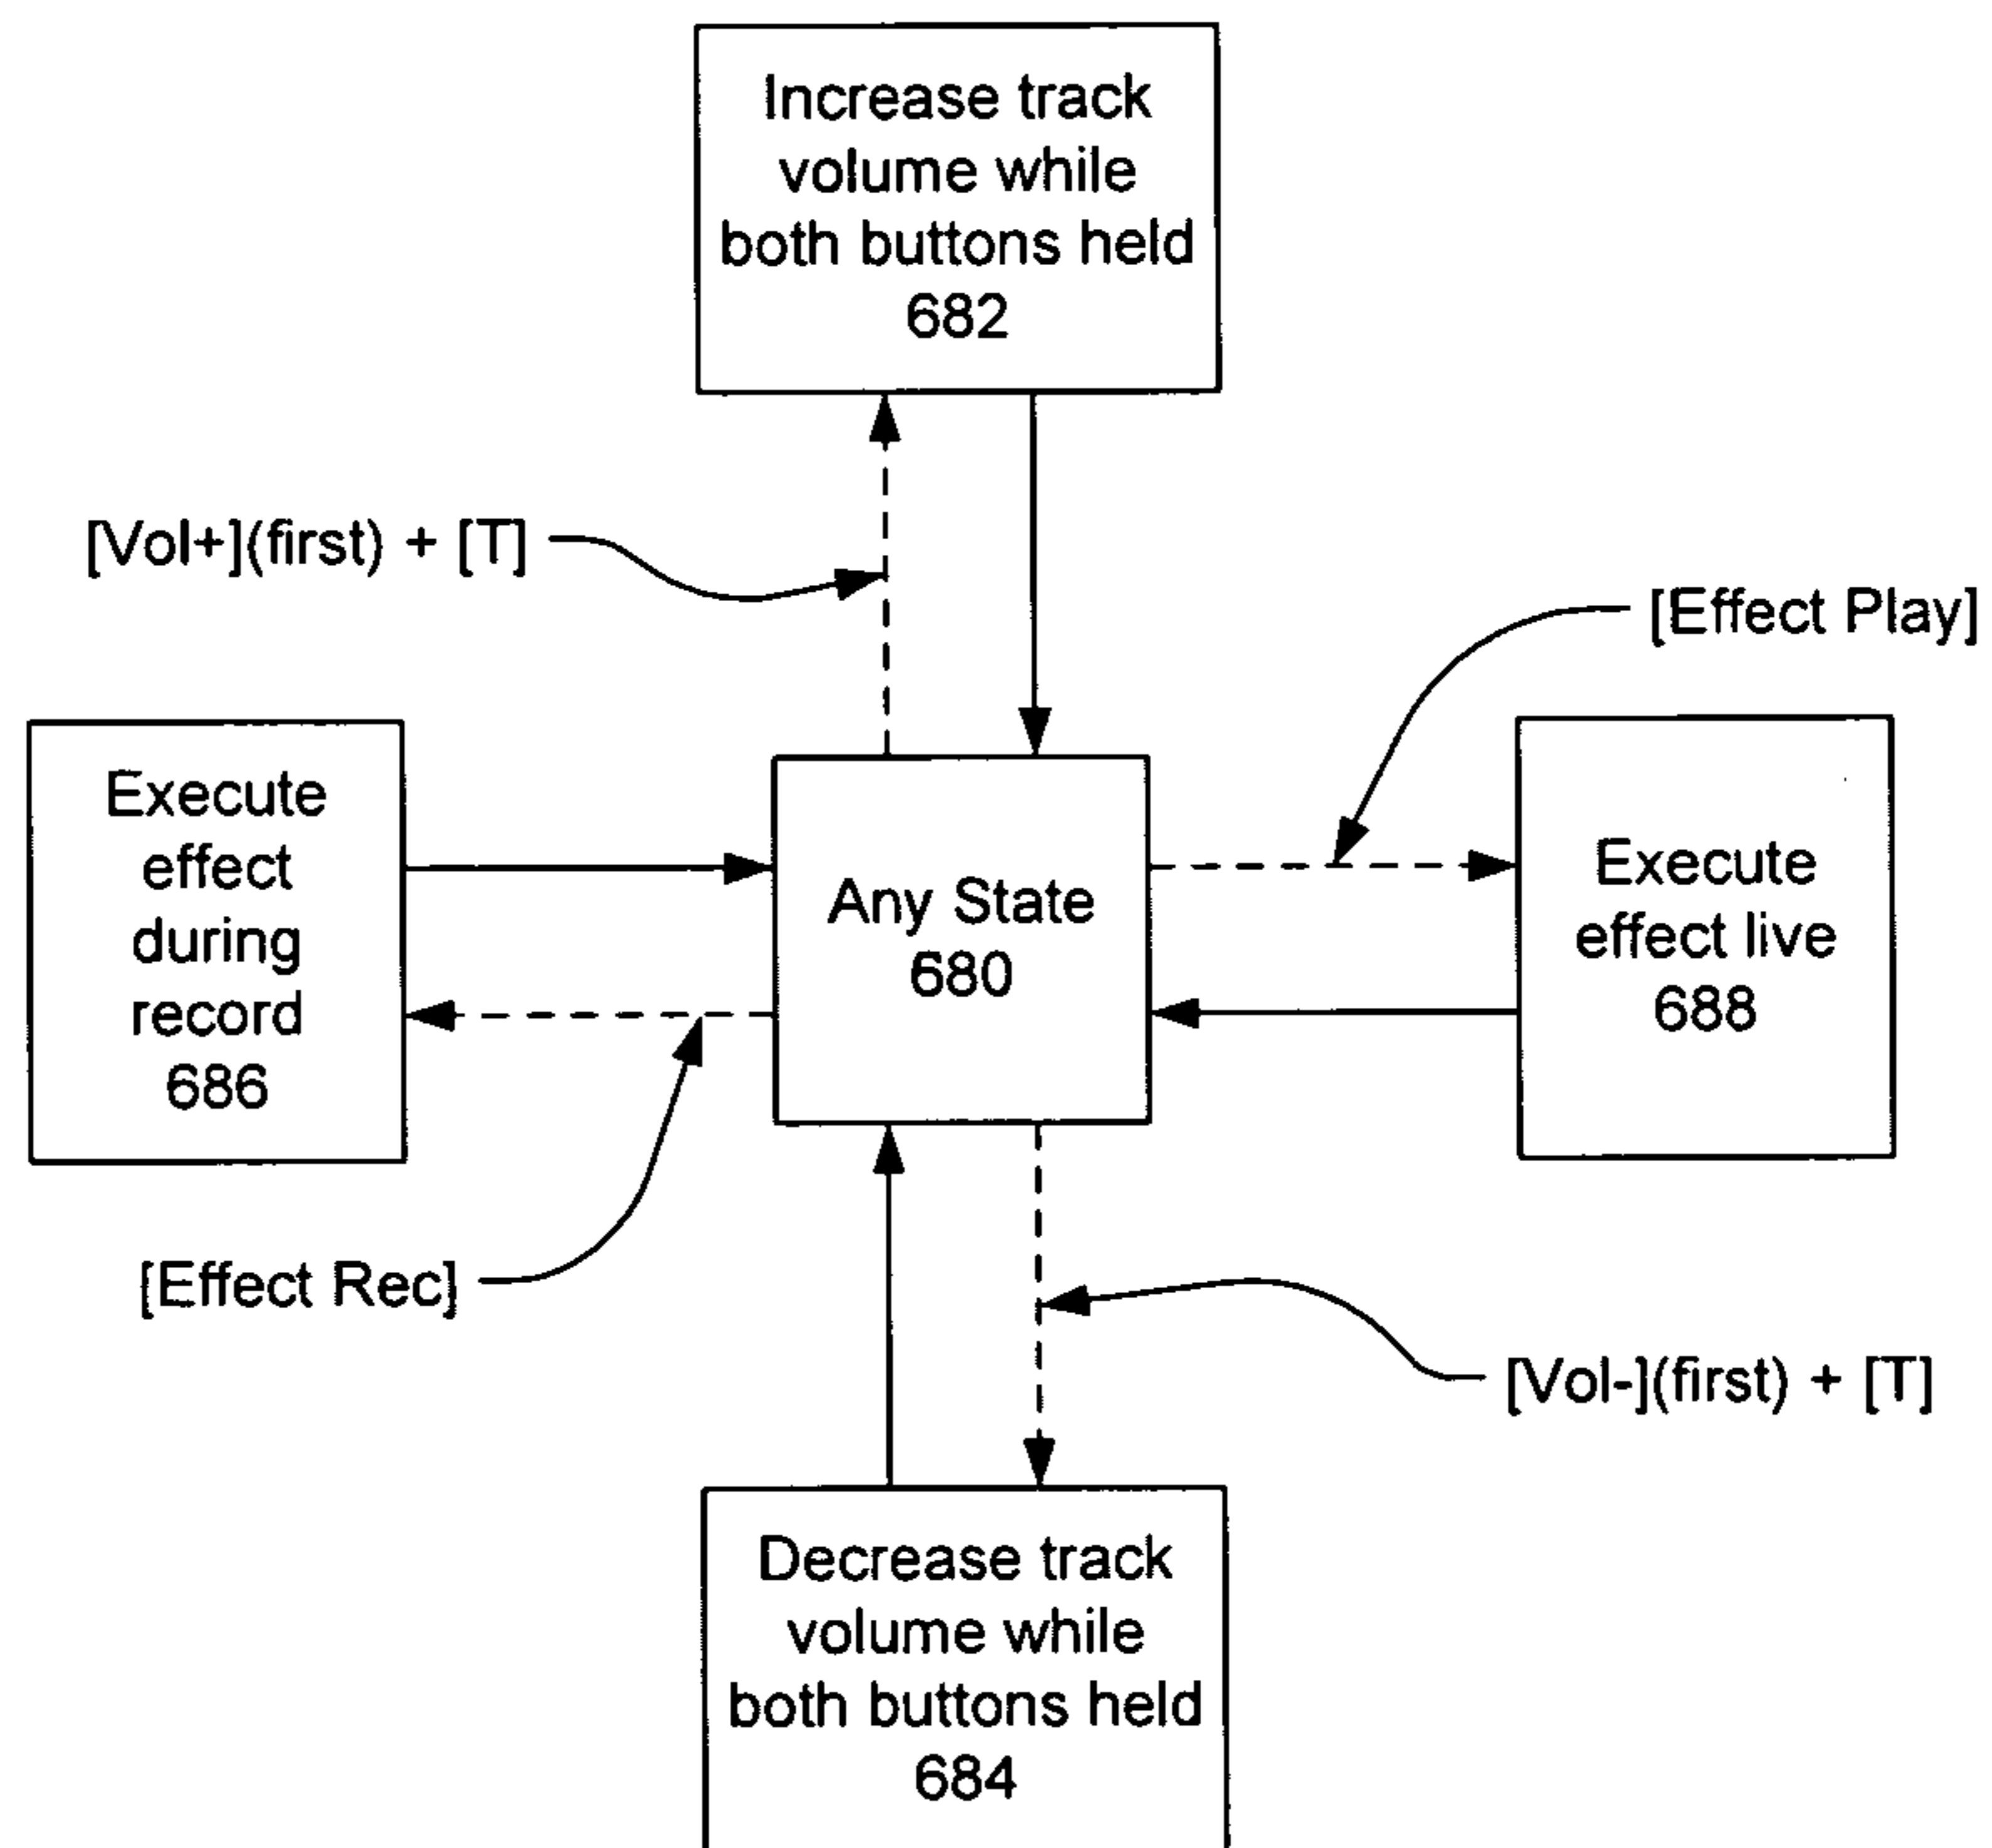 Increase track
volume while
both buttons held
682
[Vol+](first) + [T]
[Effect Play]
Execute
effect
during
record
686
Any State
680
Execute
effect live
688
[Effect Rec]
[Vol-](first) + [T]
Decrease track
volume while
both buttons held
684